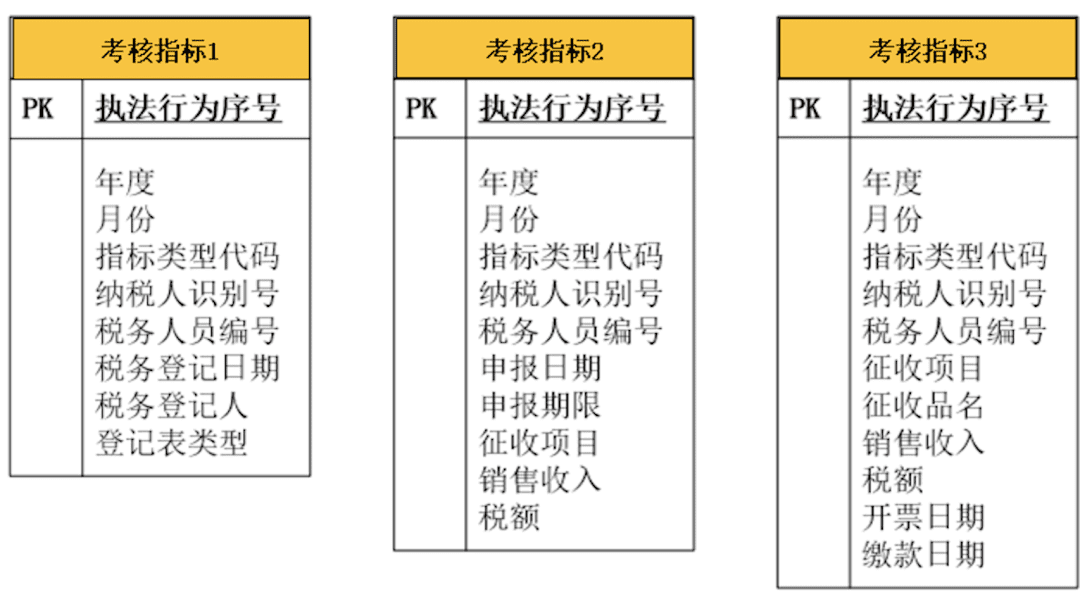 考核指标1
PK 执法行为序号
年度
月份
指标类型代码
纳税人识别号
税务人员编号
税务登记日期
税务登记人
登记表类型
考核指标2
PK 执法行为序号
年度
月份
指标类型代码
纳税人识别号
税务人员编号
申报日期
申报期限
征收项目
销售收入
税额
考核指标3
PK 执法行为序号
年度
月份
指标类型代码
纳税人识别号
税务人员编号
征收项目
征收品名
销售收入
税额
开票日期
缴款日期